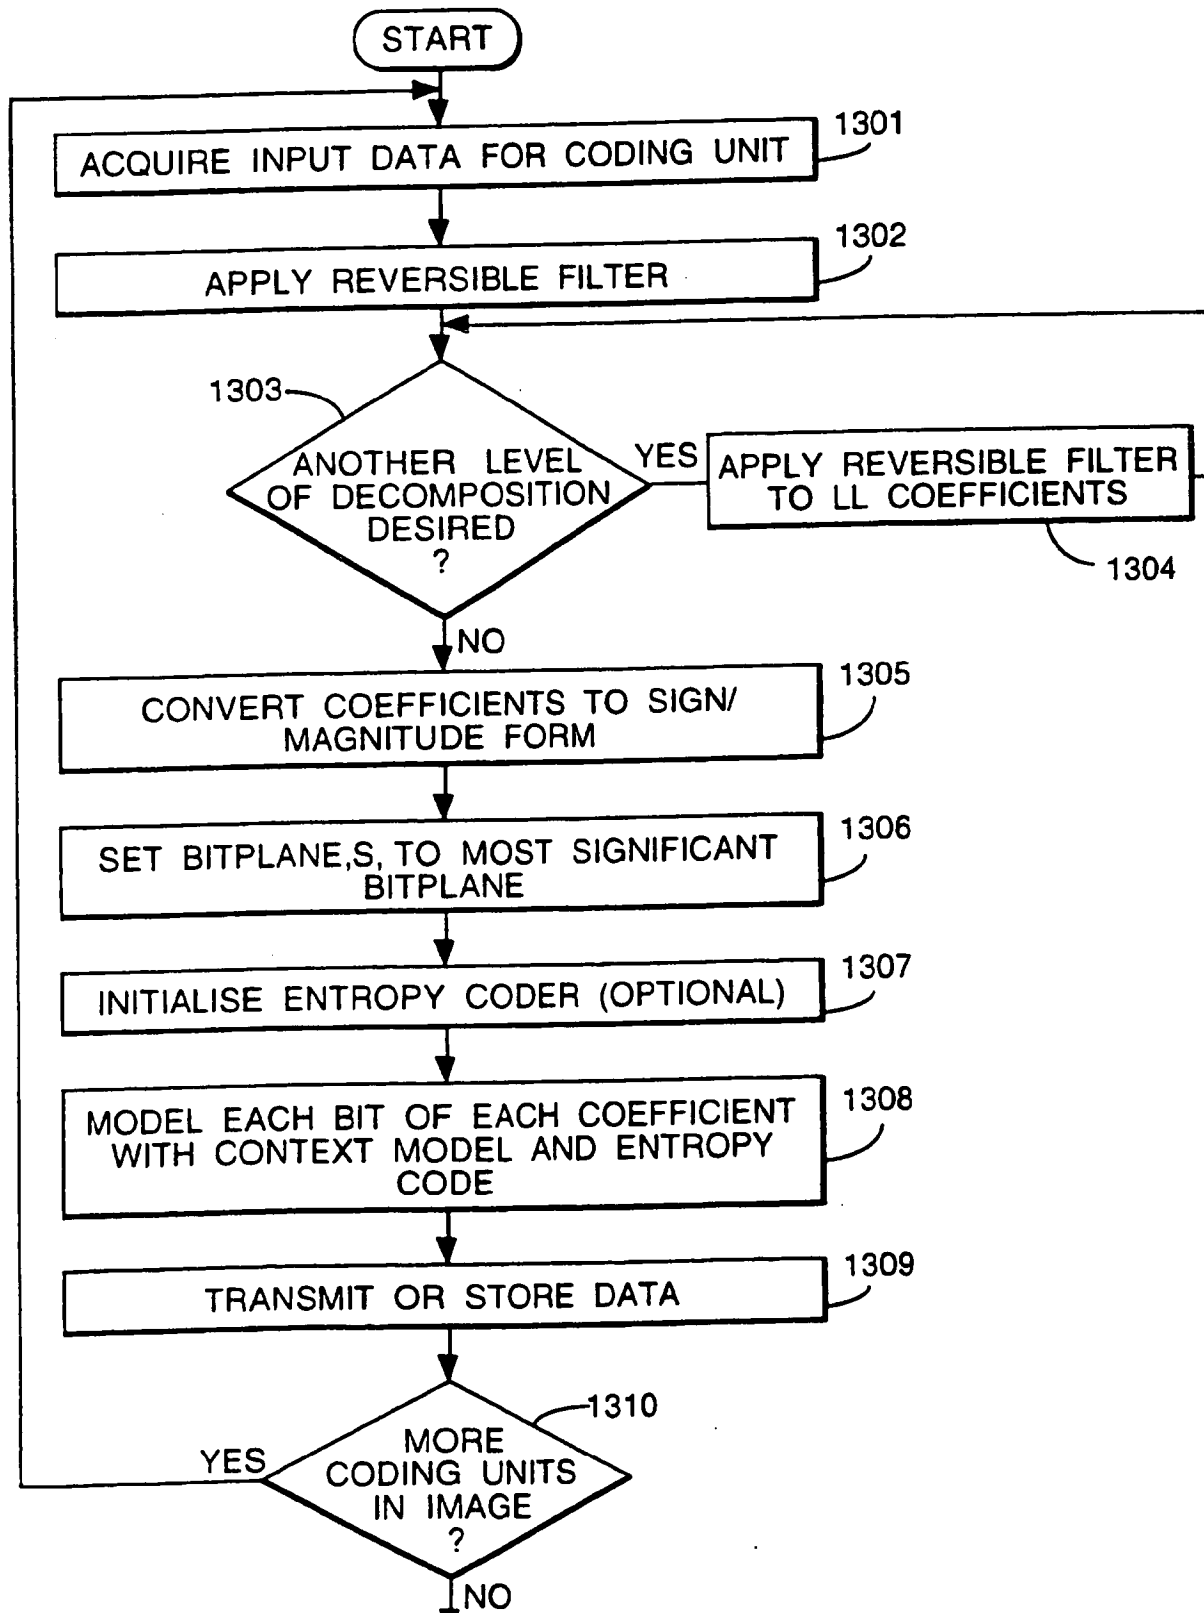 START
1301
ACQUIRE INPUT DATA FOR CODING UNIT
1302
APPLY REVERSIBLE FILTER
1303
ANOTHER LEVEL
OF DECOMPOSITION
DESIRED
?
YES
APPLY REVERSIBLE FILTER
TO LL COEFFICIENTS
1304
NO
1305
CONVERT COEFFICIENTS TO SIGN/
MAGNITUDE FORM
1306
SET BITPLANE,S, TO MOST SIGNIFICANT
BITPLANE
1307
INITIALISE ENTROPY CODER (OPTIONAL)
1308
MODEL EACH BIT OF EACH COEFFICIENT
WITH CONTEXT MODEL AND ENTROPY
CODE
1309
TRANSMIT OR STORE DATA
1310
YES
MORE
CODING UNITS
IN IMAGE
?
NO